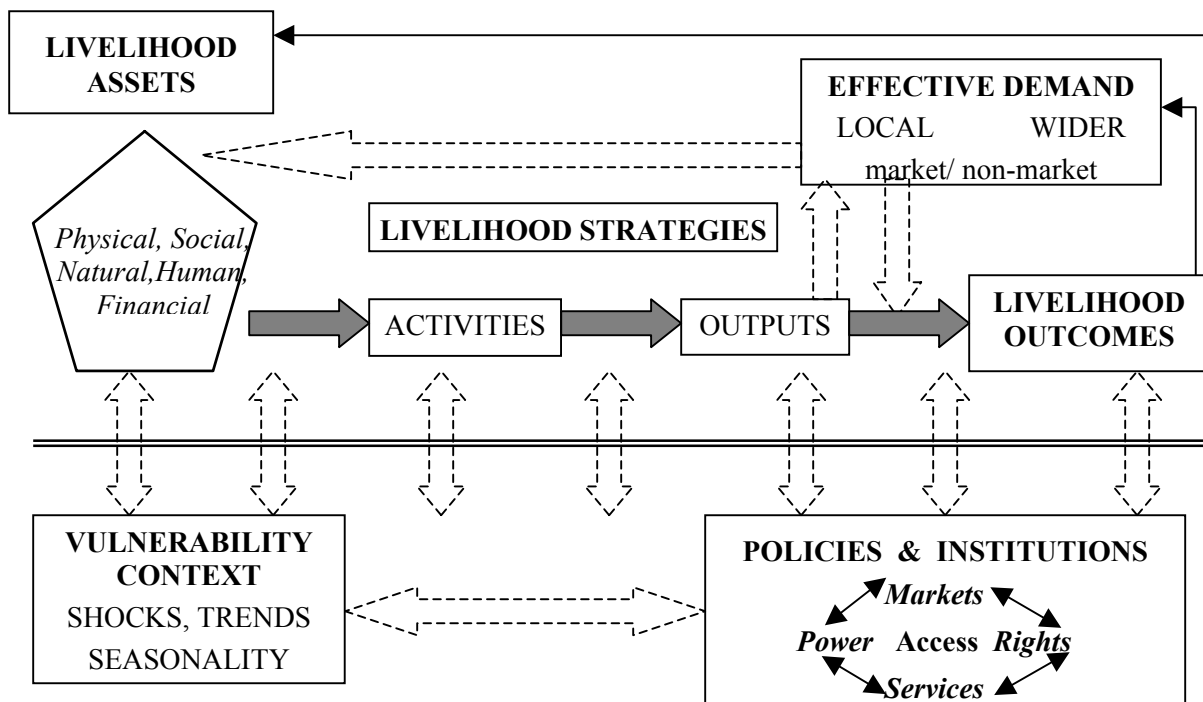 LIVELIHOOD
ASSETS
EFFECTIVE DEMAND
LOCAL WIDER
market/ non-market
LIVELIHOOD STRATEGIES
Physical, Social,
Natural,Human,
Financial
ACTIVITIES
OUTPUTS
LIVELIHOOD
OUTCOMES
VULNERABILITY
CONTEXT
SHOCKS, TRENDS
SEASONALITY
POLICIES & INSTITUTIONS
Markets
Power Access Rights
Services